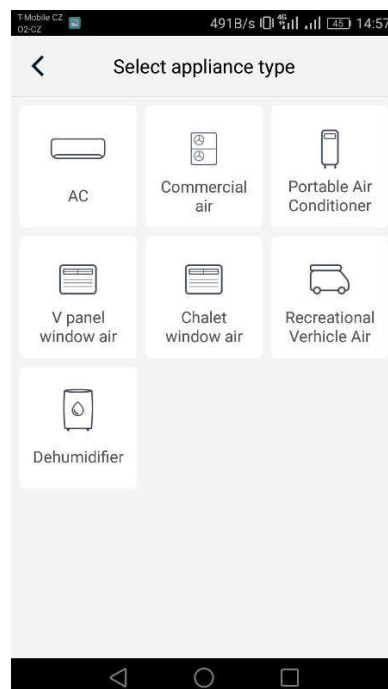 T-Mobile CZ
O2-CZ
491B/s 4G 45 14:57
Select appliance type
AC
Commercial
air
Portable Air
Conditioner
V panel
window air
Chalet
window air
Recreational
Verhicle Air
Dehumidifier